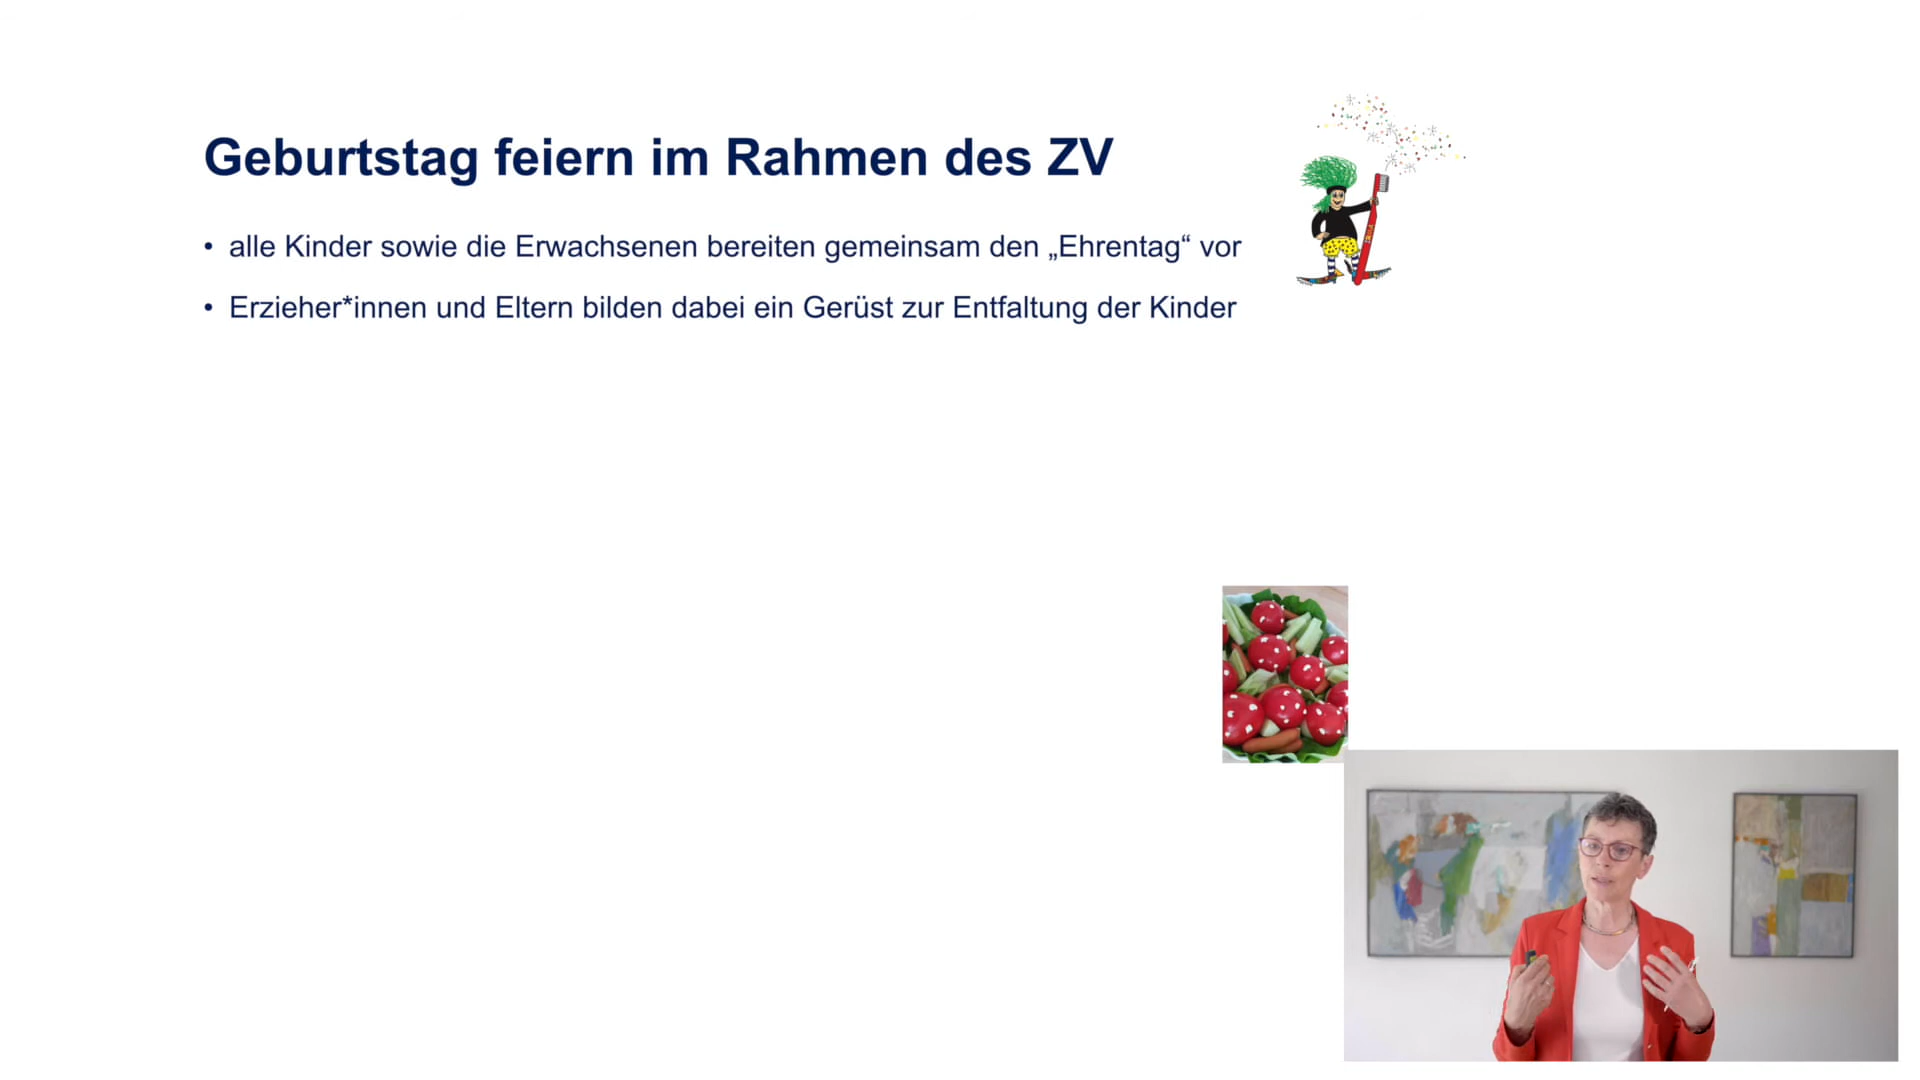 Geburtstag feiern im Rahmen des ZV
• alle Kinder sowie die Erwachsenen bereiten gemeinsam den „Ehrentag“ vor
• Erzieher*innen und Eltern bilden dabei ein Gerüst zur Entfaltung der Kinder